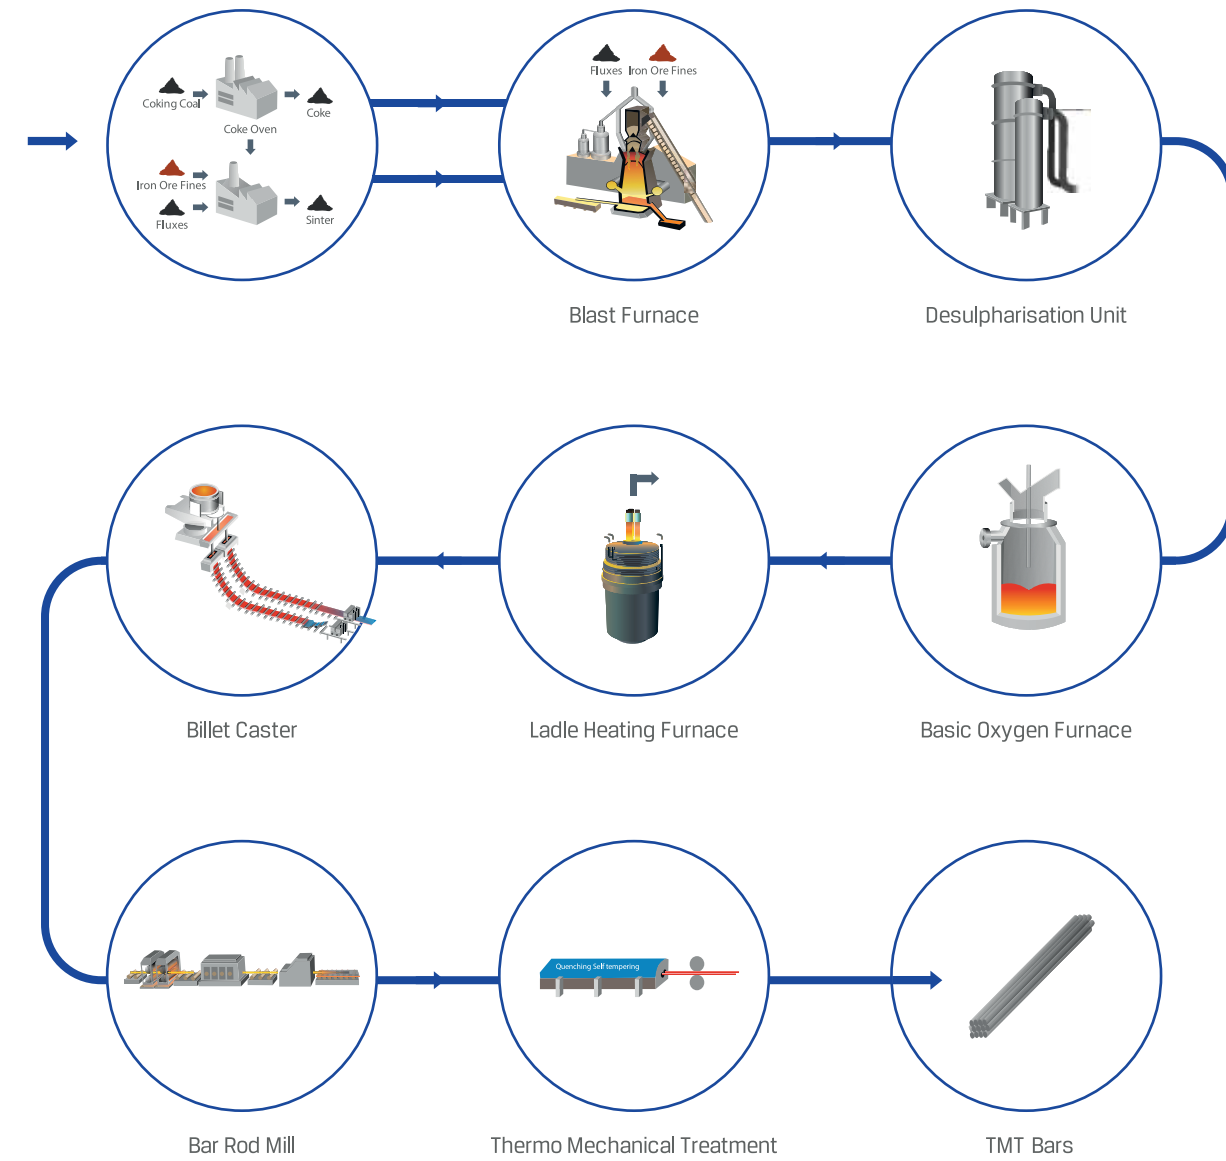 Coking Coal
Coke
Coke Oven
Iron Ore Fines
Fluxes
Sinter
Fluxes
Iron Ore Fines
Blast Furnace
Desulpharisation Unit
Billet Caster
Ladle Heating Furnace
Basic Oxygen Furnace
Quenching Self tempering
Bar Rod Mill
Thermo Mechanical Treatment
TMT Bars